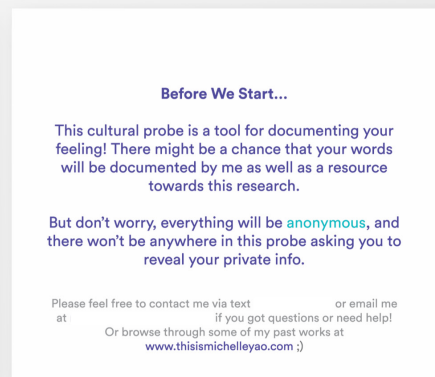 Before We Start...
This cultural probe is a tool for documenting your
feeling! There might be a chance that your words
will be documented by me as well as a resource
towards this research.
But don't worry, everything will be anonymous, and
there won't be anywhere in this probe asking you to
reveal your private info.
Please feel free to contact me via text or email me
at if you got questions or need help!
Or browse through some of my past works at
www.thisismichelleyao.com ;)